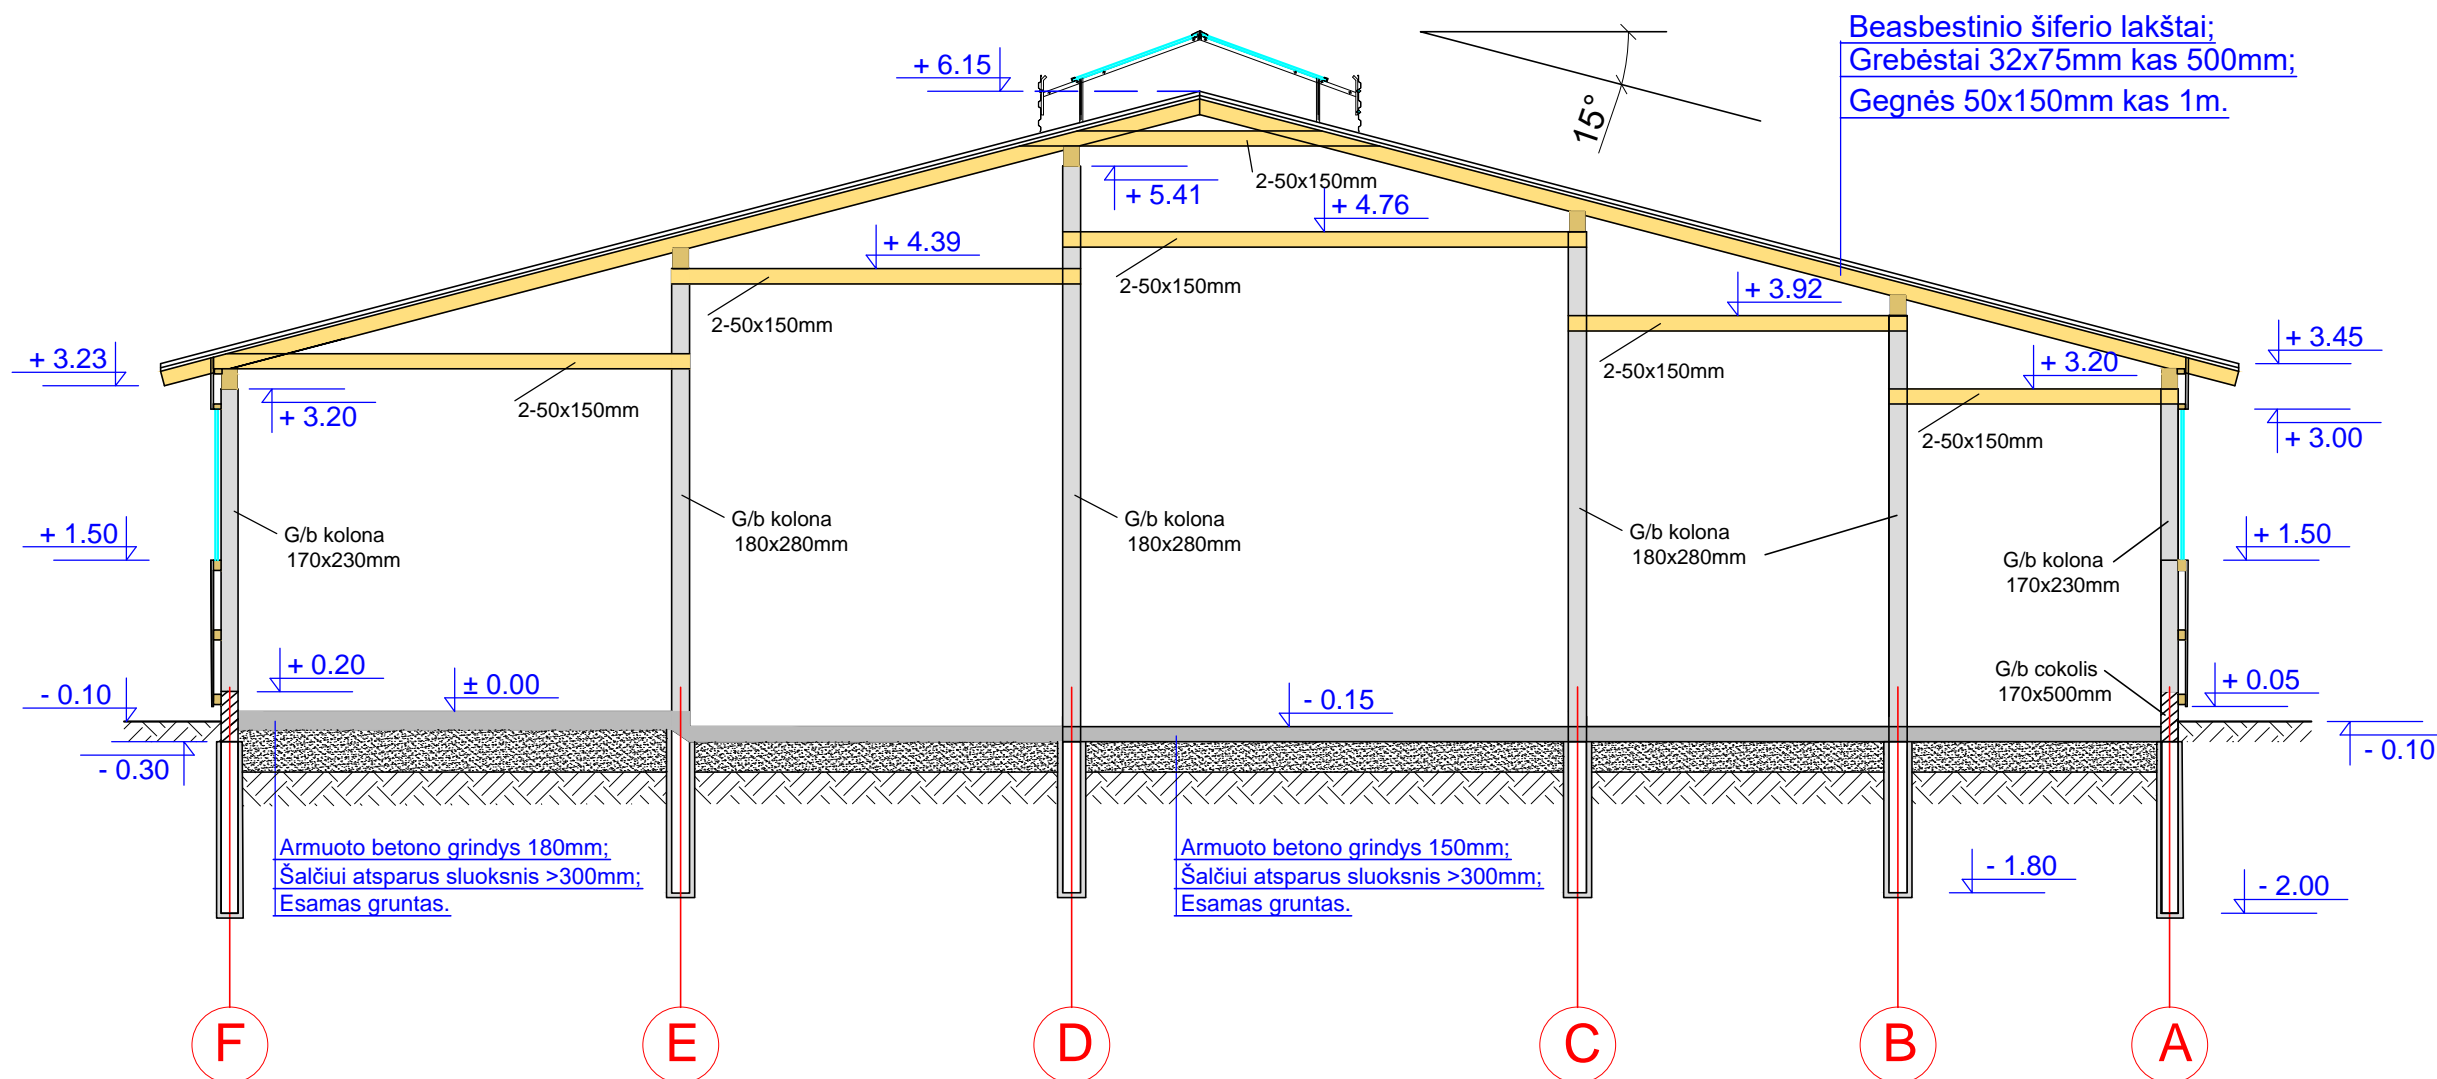 Beasbestinio šiferio lakštai;
Grebėstai 32x75mm kas 500mm;
Gegnės 50x150mm kas 1m.
+ 6.15
15°
2-50x150mm
+ 5.41
+ 4.76
+ 4.39
2-50x150mm
2-50x150mm
+ 3.92
+ 3.23
+ 3.45
+ 3.20
2-50x150mm
2-50x150mm
+ 3.20
2-50x150mm
+ 3.00
+ 1.50
G/b kolona
170x230mm
G/b kolona
180x280mm
G/b kolona
180x280mm
G/b kolona
180x280mm
G/b kolona
170x230mm
+ 1.50
+ 0.20
± 0.00
- 0.10
- 0.15
G/b cokolis
170x500mm
+ 0.05
- 0.30
- 0.10
Armuoto betono grindys 180mm;
Šalčiui atsparus sluoksnis >300mm;
Esamas gruntas.
Armuoto betono grindys 150mm;
Šalčiui atsparus sluoksnis >300mm;
Esamas gruntas.
- 1.80
- 2.00
F
E
D
C
B
A